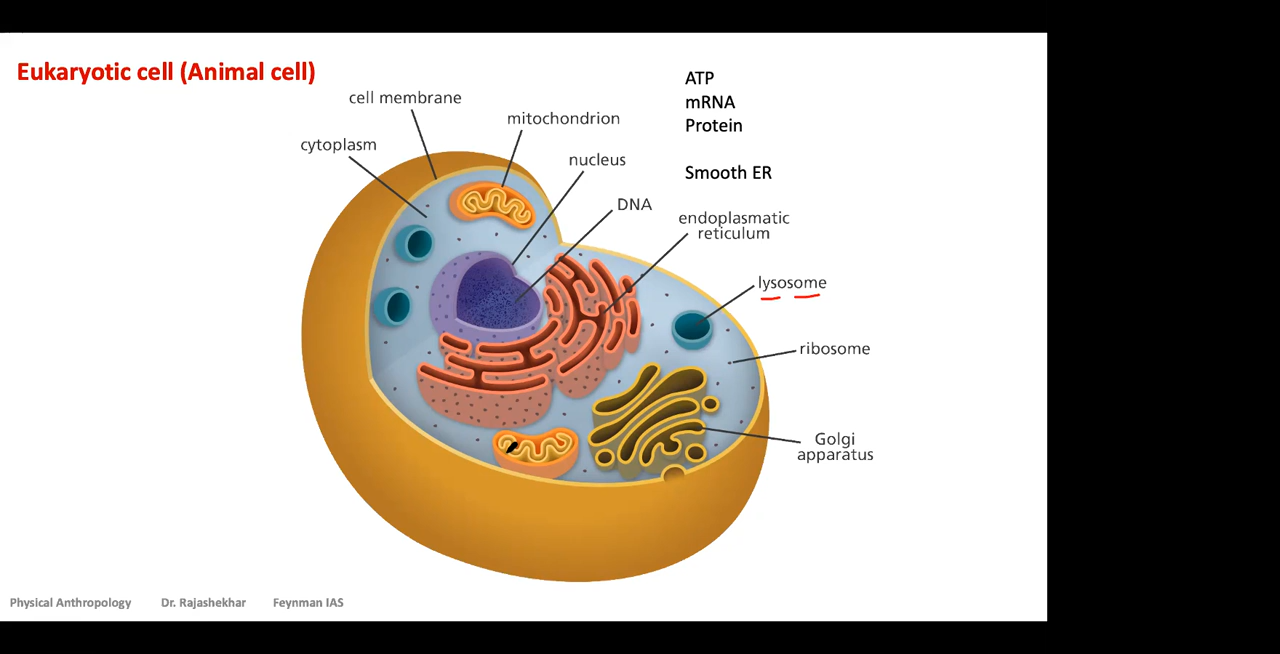 Eukaryotic cell (Animal cell)
ATP
mRNA
Protein
Smooth ER
cell membrane
mitochondrion
cytoplasm
nucleus
DNA
endoplasmatic
reticulum
lysosome
ribosome
Golgi
apparatus
Physical Anthropology Dr. Rajashekhar Feynman IAS